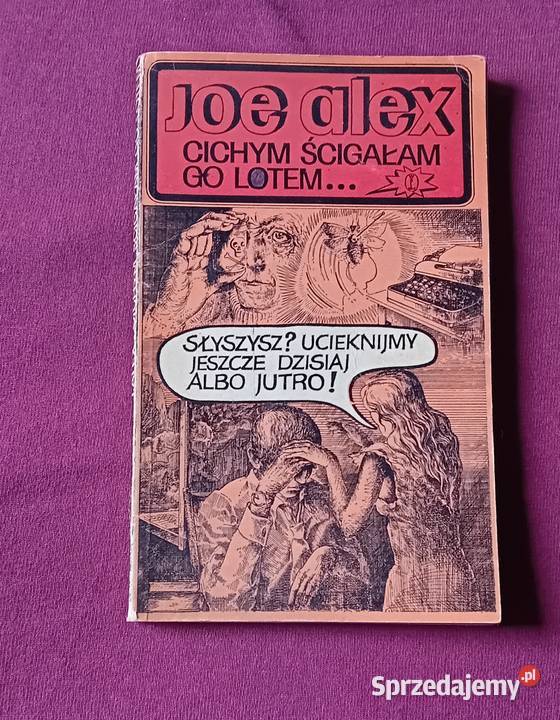 Joe alex
CICHYM ŚCIGAŁAM
GO LOTEM...
SŁYSZYSZ? UCIEKNIJMY
JESZCZE DZISIAJ
ALBO JUTRO!
Sprzedajemy.pl